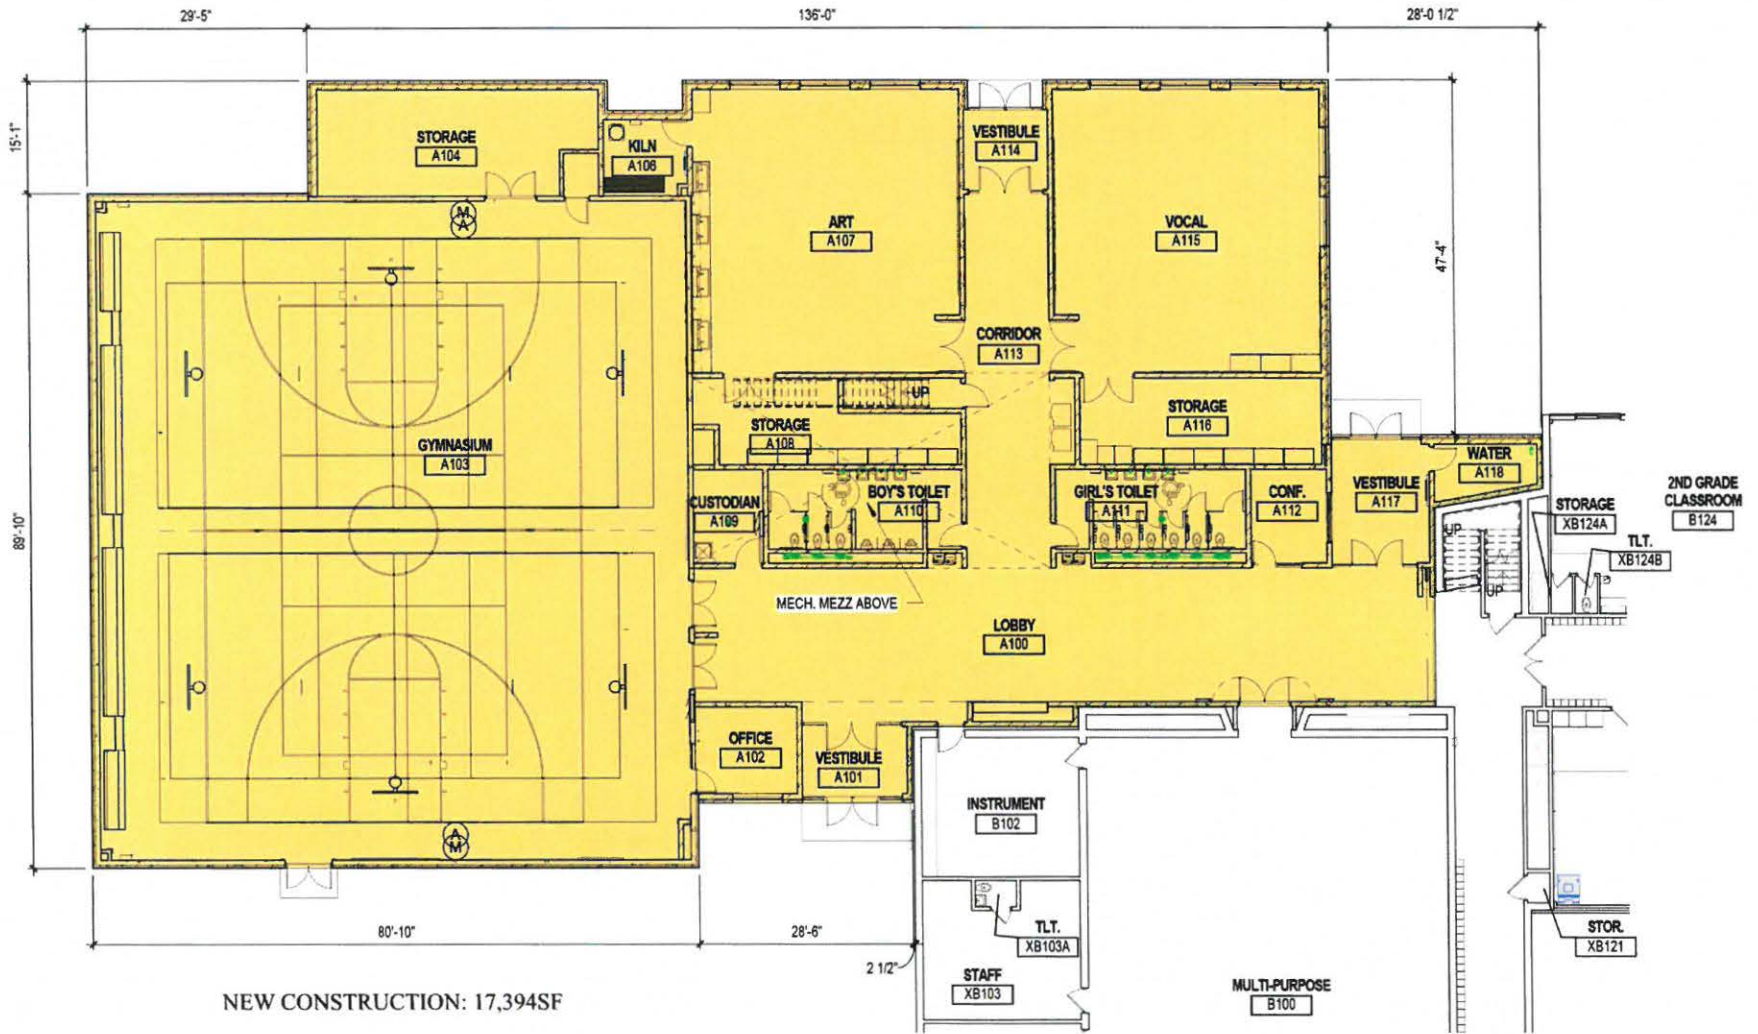 29'-5"
136'-0"
28'-0 1/2"
15'-1"
STORAGE
A104
KILN
A106
VESTIBULE
A114
ART
A107
VOCAL
A115
47'-4"
CORRIDOR
A113
UP
STORAGE
A108
STORAGE
A116
GYMNASIUM
A103
M
A
89'-10"
CUSTODIAN
A109
BOY'S TOILET
A110
GIRL'S TOILET
A111
CONF.
A112
VESTIBULE
A117
WATER
A118
UP
UP
STORAGE
XB124A
TLT.
XB124B
2ND GRADE
CLASSROOM
B124
MECH. MEZZ ABOVE
LOBBY
A100
OFFICE
A102
VESTIBULE
A101
A
M
INSTRUMENT
B102
80'-10"
28'-6"
2 1/2"
TLT.
XB103A
STAFF
XB103
MULTI-PURPOSE
B100
STOR.
XB121
NEW CONSTRUCTION: 17,394SF